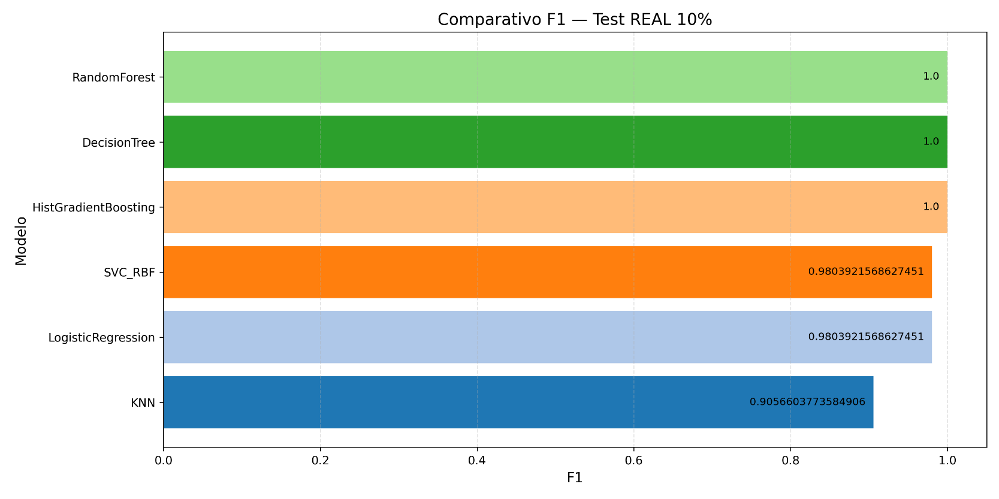 Comparativo F1 — Test REAL 10%
Modelo
RandomForest
1.0
DecisionTree
1.0
HistGradientBoosting
1.0
SVC_RBF
0.9803921568627451
LogisticRegression
0.9803921568627451
KNN
0.9056603773584906
0.0 0.2 0.4 0.6 0.8 1.0
F1